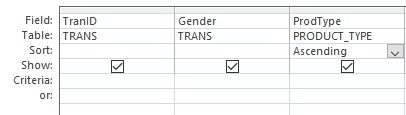 Field: TranID Gender ProdType
Table: TRANS TRANS PRODUCT_TYPE
Sort: Ascending
Show:
Criteria:
or: